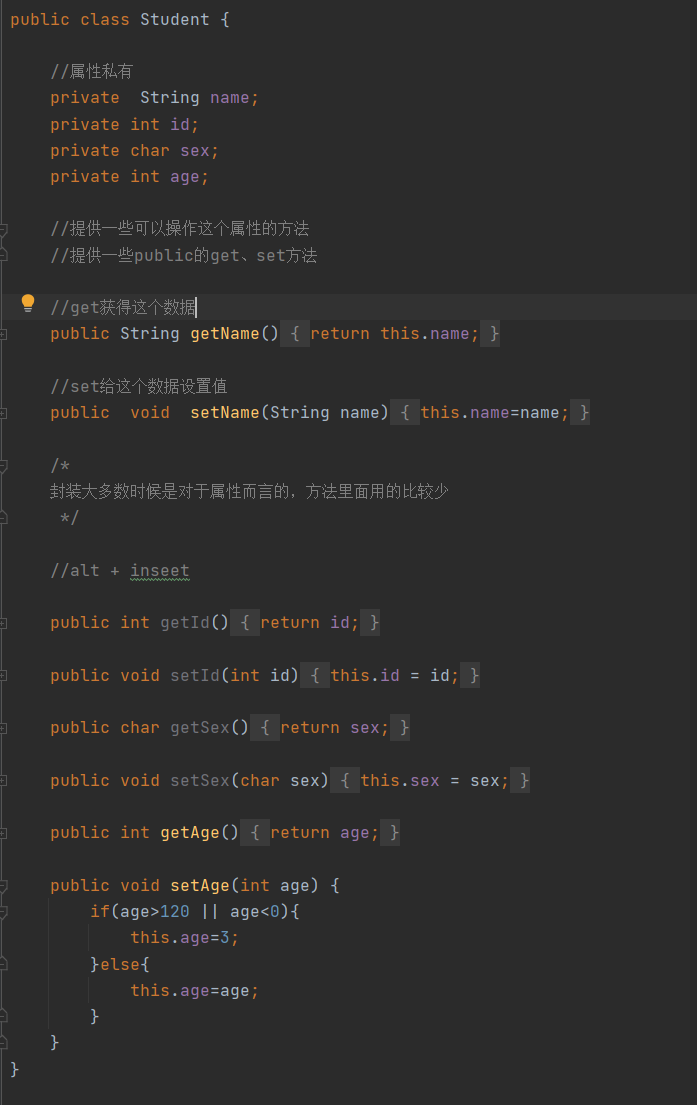 public class Student {
//属性私有
private  String name;
private int id;
private char sex;
private int age;
//提供一些可以操作这个属性的方法
//提供一些public的get、set方法
//get获得这个数据
public String getName() { return this.name; }
//set给这个数据设置值
public  void  setName(String name) { this.name=name; }
/*
封装大多数时候是对于属性而言的，方法里面用的比较少
*/
//alt + inseet
public int getId() { return id; }
public void setId(int id) { this.id = id; }
public char getSex() { return sex; }
public void setSex(char sex) { this.sex = sex; }
public int getAge() { return age; }
public void setAge(int age) {
if(age>120 || age<0){
this.age=3;
}else{
this.age=age;
}
}
}